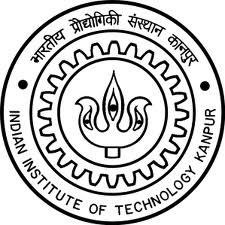 भारतीय प्रौद्योगिकी संस्थान कानपुर
INDIAN INSTITUTE OF TECHNOLOGY KANPUR